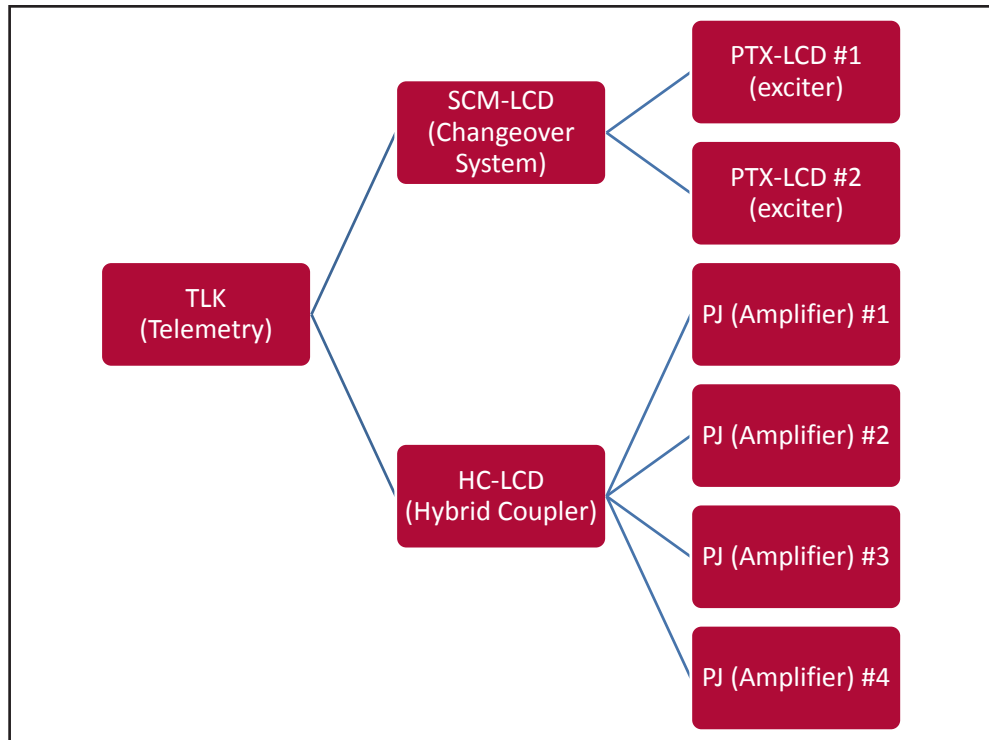 TLK
(Telemetry)
SCM-LCD
(Changeover
System)
PTX-LCD #1
(exciter)
PTX-LCD #2
(exciter)
HC-LCD
(Hybrid Coupler)
PJ (Amplifier) #1
PJ (Amplifier) #2
PJ (Amplifier) #3
PJ (Amplifier) #4